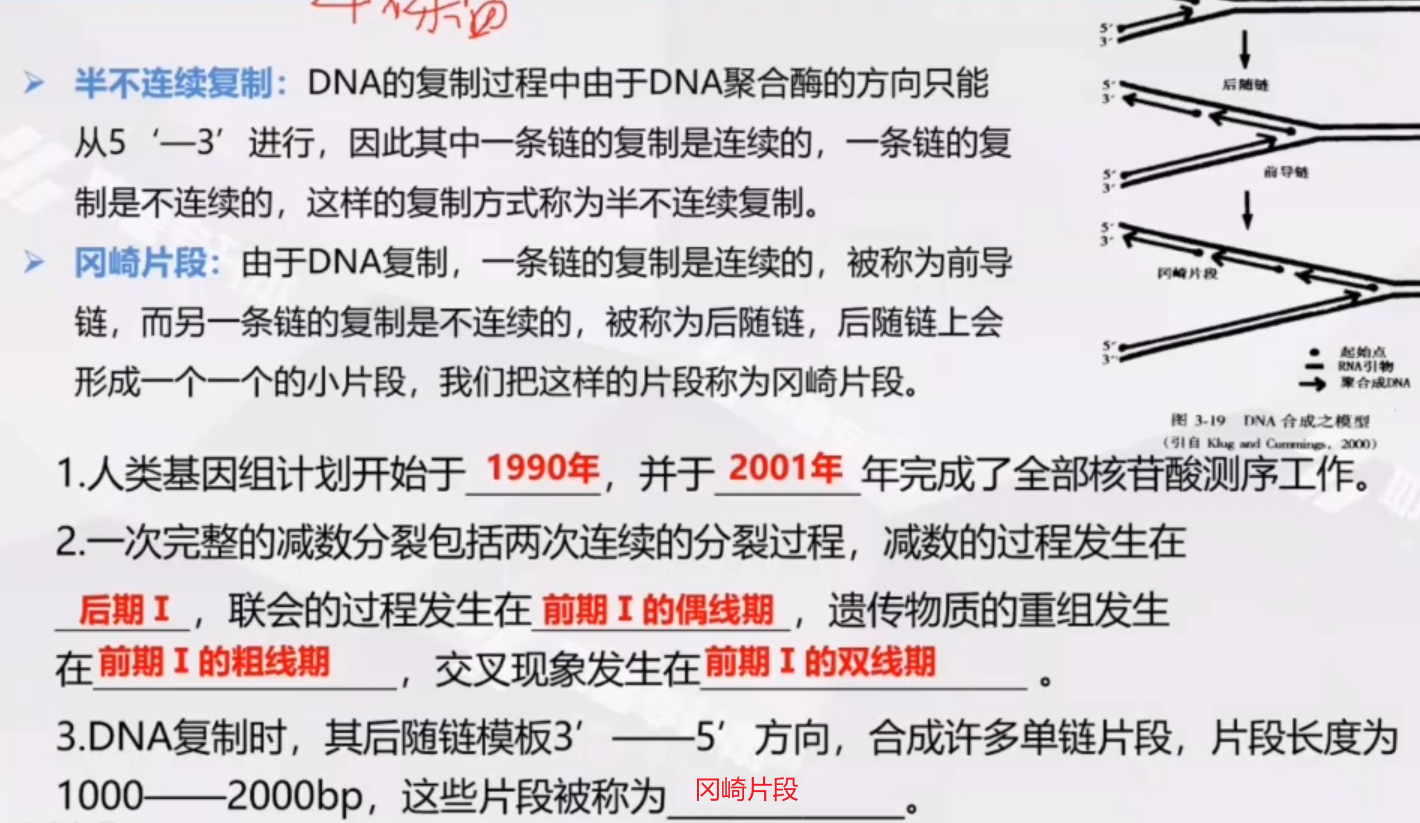 半不连续复制：DNA的复制过程中由于DNA聚合酶的方向只能
从5‘—3’进行，因此其中一条链的复制是连续的，一条链的复
制是不连续的，这样的复制方式称为半不连续复制。
冈崎片段：由于DNA复制，一条链的复制是连续的，被称为前导
链，而另一条链的复制是不连续的，被称为后随链，后随链上会
形成一个一个的小片段，我们把这样的片段称为冈崎片段。
5′
3′
后随链
5′
3′
5′
3′
前导链
5′
3′
冈崎片段
5′
3′
起始点
RNA引物
聚合成DNA
图 3-19 DNA 合成之模型
（引自 Klug and Cummings, 2000）
1.人类基因组计划开始于 1990年，并于 2001年 年完成了全部核苷酸测序工作。
2.一次完整的减数分裂包括两次连续的分裂过程，减数的过程发生在
后期 I ，联会的过程发生在 前期 I 的偶线期 ，遗传物质的重组发生
在前期 I 的粗线期 ，交叉现象发生在前期 I 的双线期 。
3.DNA复制时，其后随链模板3’——5’方向，合成许多单链片段，片段长度为
1000——2000bp，这些片段被称为 冈崎片段 。